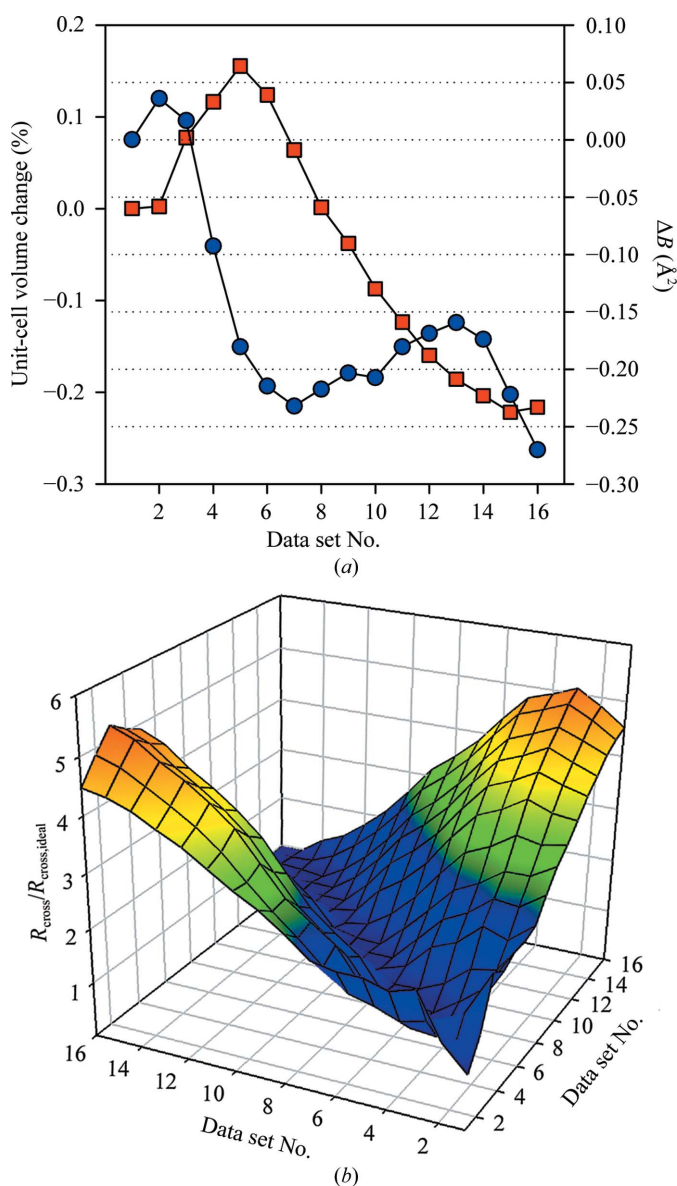 0.2
0.1
0.0
−0.1
−0.2
−0.3
Unit-cell volume change (%)
0.10
0.05
0.00
−0.05
−0.10
−0.15
−0.20
−0.25
−0.30
ΔB (Å²)
2 4 6 8 10 12 14 16
Data set No.
(a)
6
5
4
3
2
1
R_cross/R_cross,ideal
16 14 12 10 8 6 4 2
Data set No.
16
14
12
10
8
6
4
2
Data set No.
(b)